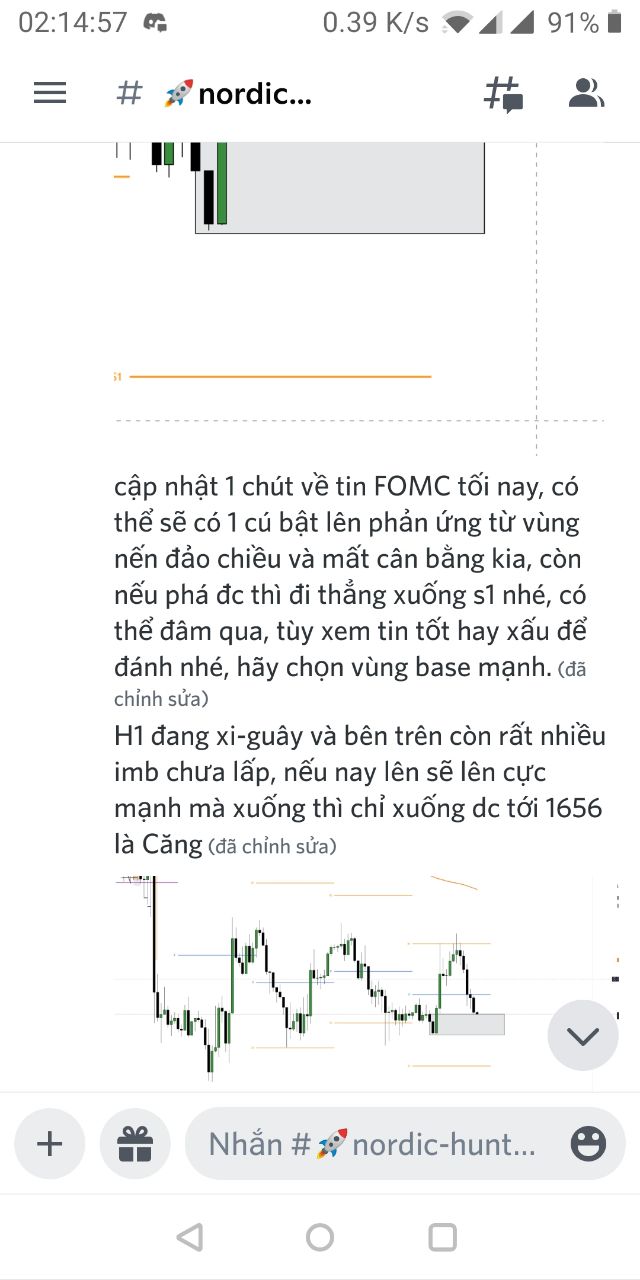 02:14:57 0.39 K/s 91%
# 🚀nordic...
S1
cập nhật 1 chút về tin FOMC tối nay, có
thể sẽ có 1 cú bật lên phản ứng từ vùng
nến đảo chiều và mất cân bằng kia, còn
nếu phá đc thì đi thẳng xuống s1 nhé, có
thể đâm qua, tùy xem tin tốt hay xấu để
đánh nhé, hãy chọn vùng base mạnh. (đã
chỉnh sửa)
H1 đang xi-guây và bên trên còn rất nhiều
imb chưa lấp, nếu nay lên sẽ lên cực
mạnh mà xuống thì chỉ xuống dc tới 1656
là Căng (đã chỉnh sửa)
Nhắn #🚀nordic-hunt...